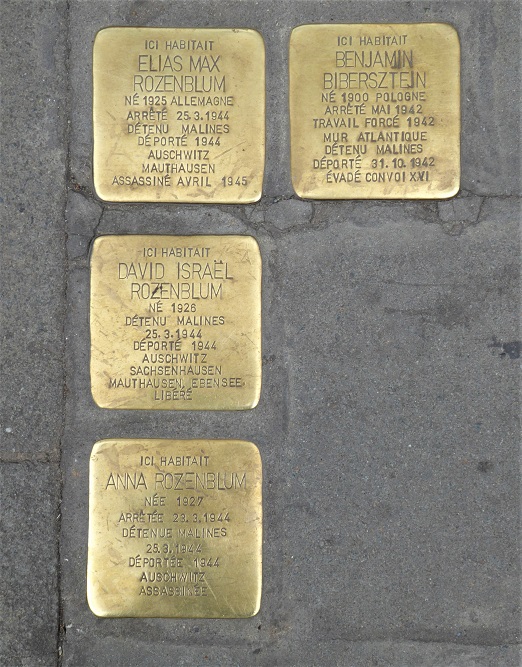 ICI HABITAIT
ELIAS MAX
ROZENBLUM
NÉ 1925 ALLEMAGNE
ARRÊTÉ 25.3.1944
DÉTENU MALINES
DÉPORTÉ 1944
AUSCHWITZ
MAUTHAUSEN
ASSASSINÉ AVRIL 1945
ICI HABITAIT
BENJAMIN
BIBERSZTEJN
NÉ 1900 POLOGNE
ARRÊTÉ MAI 1942
TRAVAIL FORCÉ 1942
MUR ATLANTIQUE
DÉTENU MALINES
DÉPORTÉ 31.10.1942
ÉVADÉ CONVOI XVI
ICI HABITAIT
DAVID ISRAËL
ROZENBLUM
NÉ 1926
DÉTENU MALINES
25.3.1944
DÉPORTÉ 1944
AUSCHWITZ
SACHSENHAUSEN
MAUTHAUSEN, EBENSEE
LIBÉRÉ
ICI HABITAIT
ANNA ROZENBLUM
NÉE 1927
ARRÊTÉE 23.3.1944
DÉTENUE MALINES
25.3.1944
DÉPORTÉE 1944
AUSCHWITZ
ASSASSINÉE